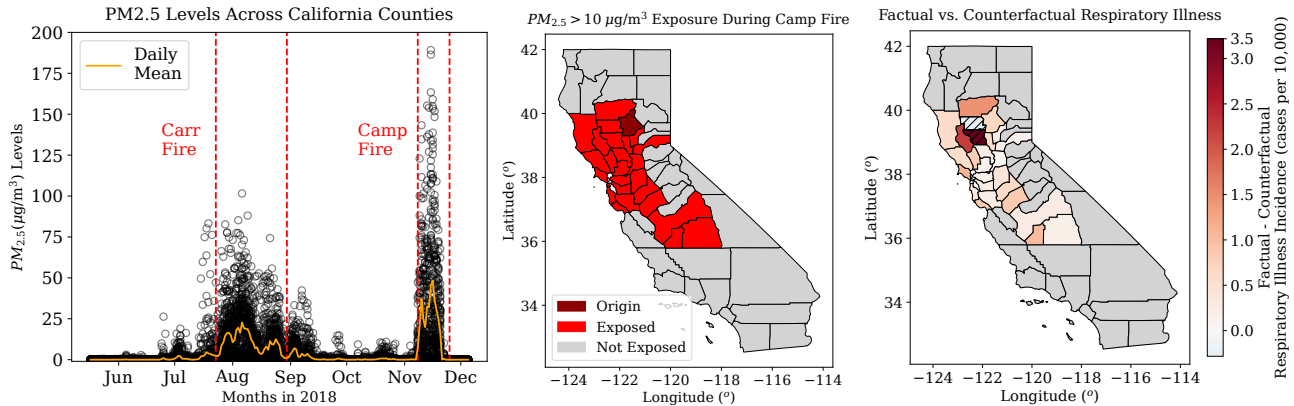 PM2.5 Levels Across California Counties
200
175
150
125
100
75
50
25
0
PM2.5(μg/m³) Levels
Daily
Mean
Carr
Fire
Camp
Fire
Jun Jul Aug Sep Oct Nov Dec
Months in 2018
PM2.5 > 10 μg/m³ Exposure During Camp Fire
42
40
38
36
34
Latitude (°)
Origin
Exposed
Not Exposed
−124 −122 −120 −118 −116 −114
Longitude (°)
Factual vs. Counterfactual Respiratory Illness
42
40
38
36
34
Latitude (°)
−124 −122 −120 −118 −116 −114
Longitude (°)
3.5
3.0
2.5
2.0
1.5
1.0
0.5
0.0
Factual - Counterfactual
Respiratory Illness Incidence (cases per 10,000)